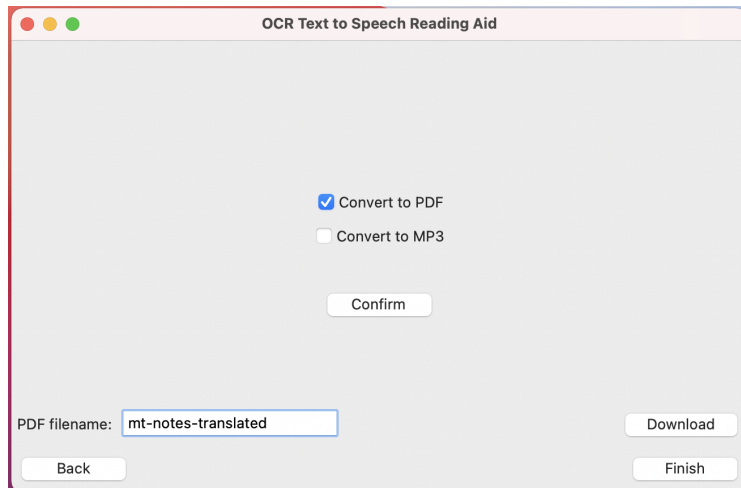 OCR Text to Speech Reading Aid
Convert to PDF
Convert to MP3
Confirm
PDF filename: mt-notes-translated Download
Back Finish